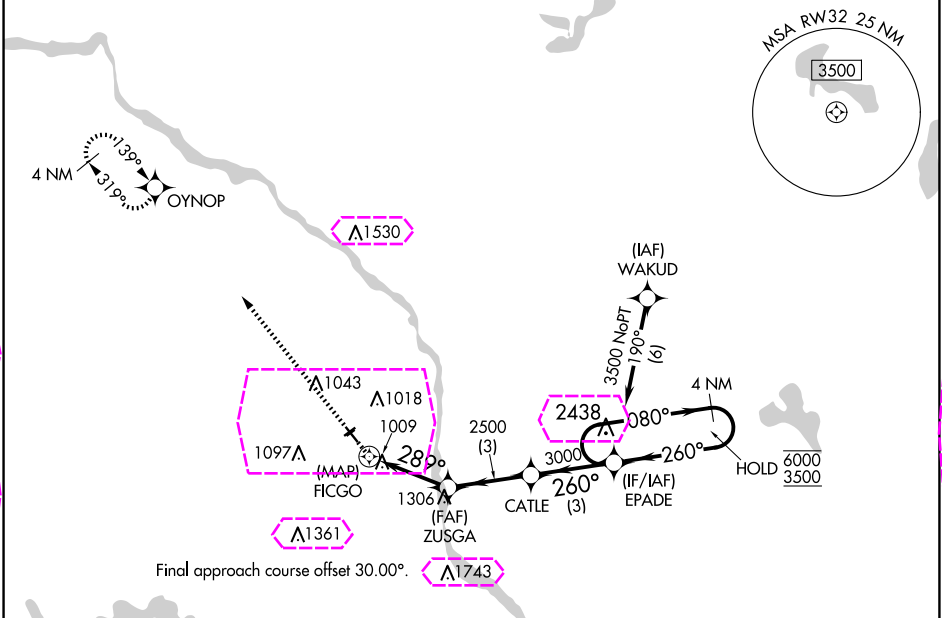 MSA RW32 25 NM
3500
139°
4 NM
319°
OYNOP
1530
(IAF)
WAKUD
3500 NoPT
190°
(6)
1043
1018
1009
1097
(MAP)
FICGO
289°
2500
(3)
2438
080°
4 NM
3000
260°
HOLD
6000
3500
1306
(FAF)
ZUSGA
CATLE
260°
(3)
(IF/IAF)
EPADE
1361
Final approach course offset 30.00°.
1743